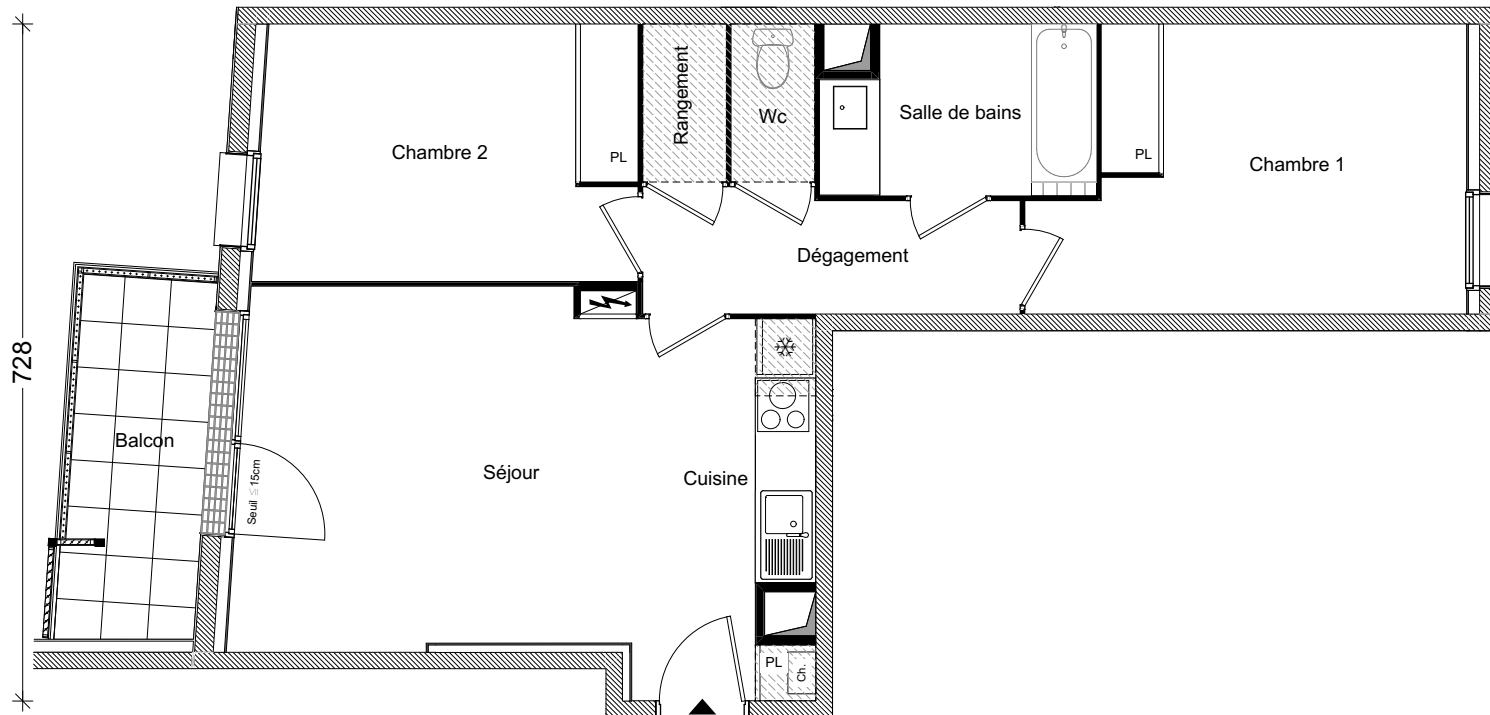 Rangement
Wc
Salle de bains
Chambre 2
PL
PL
Chambre 1
Dégagement
728
Balcon
Seuil ≤ 15cm
Séjour
Cuisine
PL
Ch.